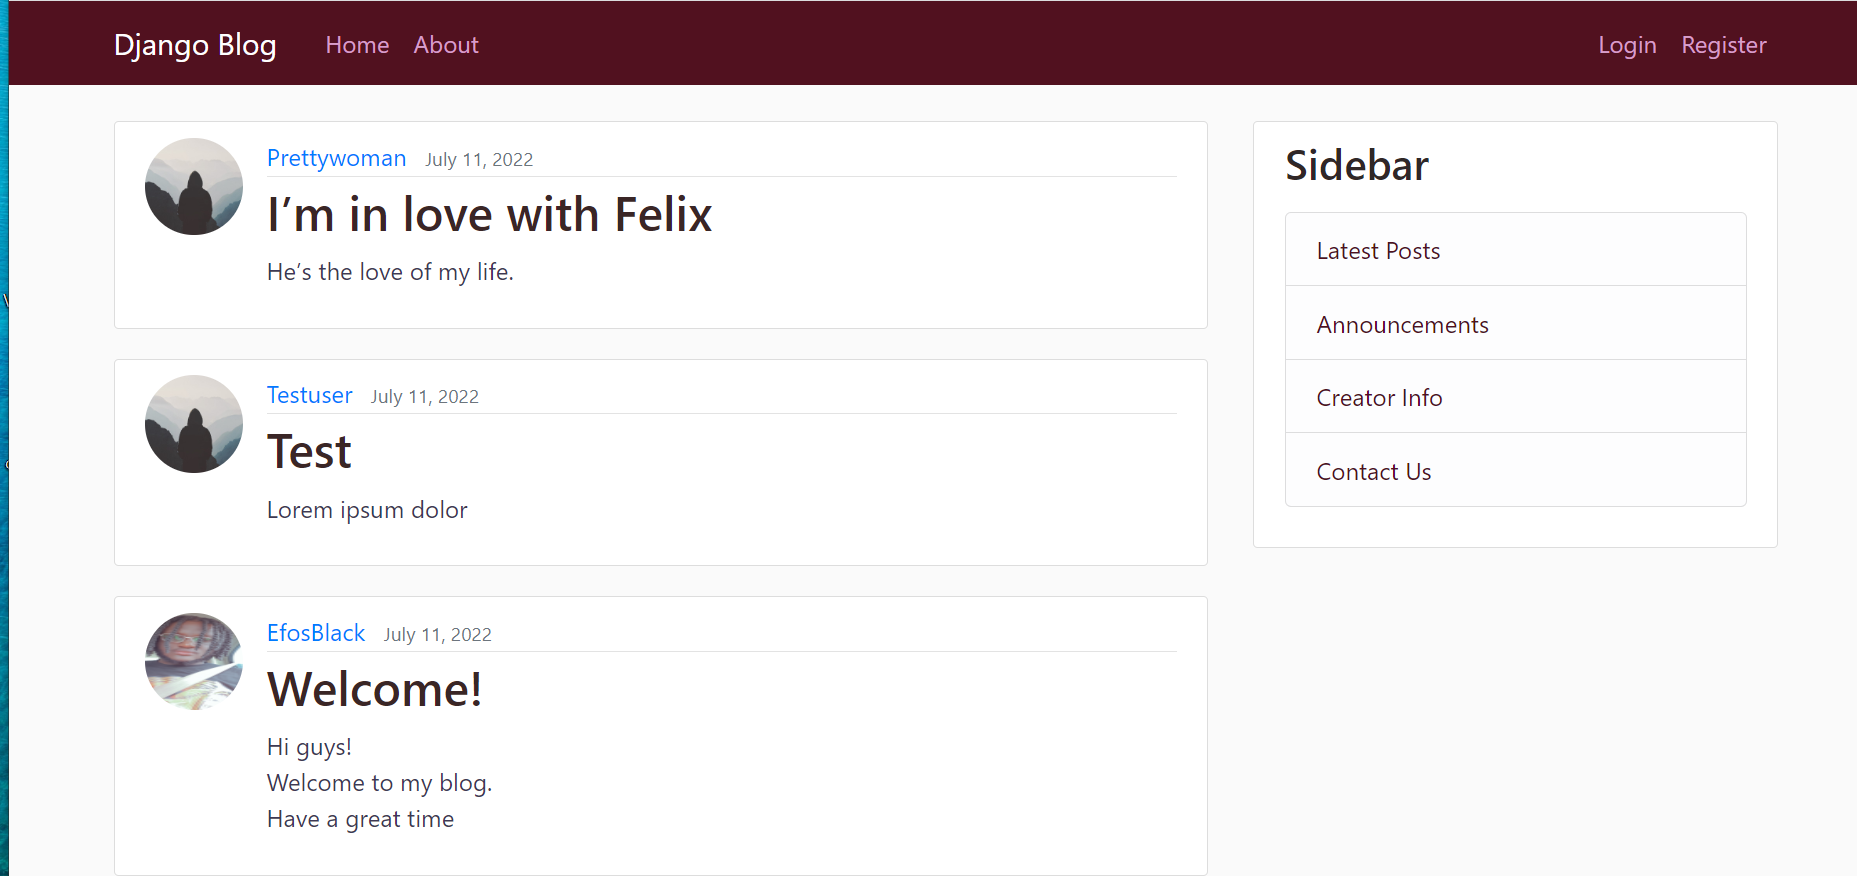 Django Blog Home About Login Register
Prettywoman July 11, 2022
I’m in love with Felix
He’s the love of my life.
Testuser July 11, 2022
Test
Lorem ipsum dolor
EfosBlack July 11, 2022
Welcome!
Hi guys!
Welcome to my blog.
Have a great time
Sidebar
Latest Posts
Announcements
Creator Info
Contact Us